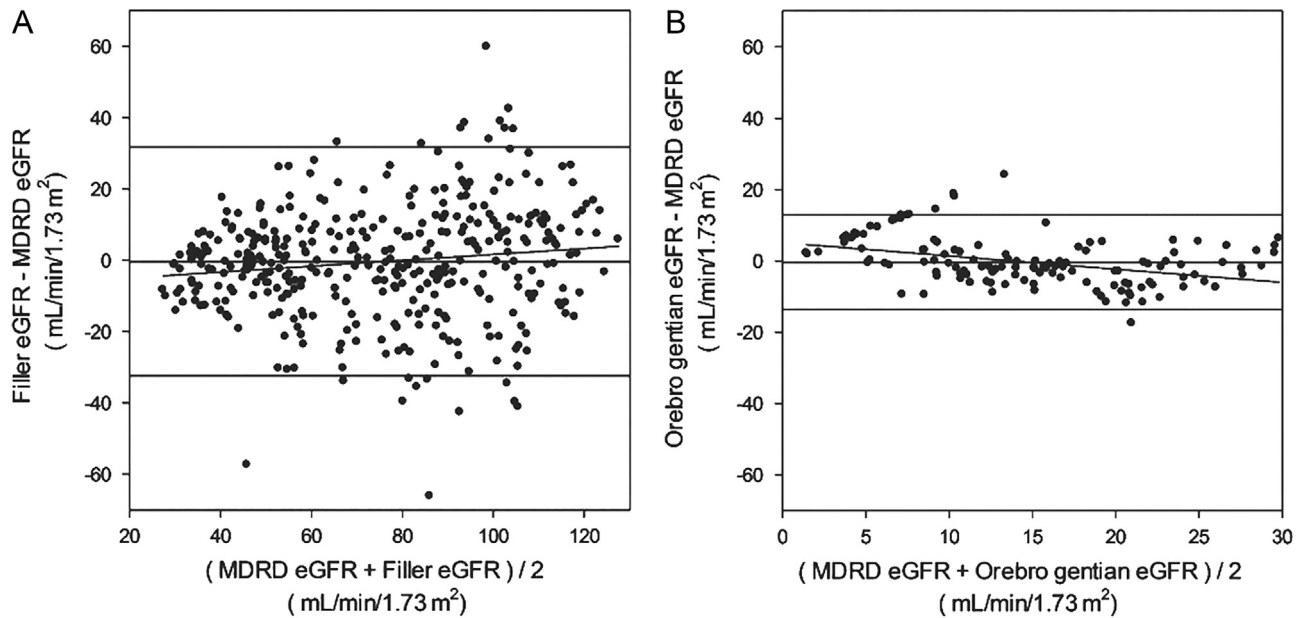 A
Filler eGFR - MDRD eGFR
( mL/min/1.73 m²)
60
40
20
0
-20
-40
-60
20 40 60 80 100 120
( MDRD eGFR + Filler eGFR ) / 2
( mL/min/1.73 m²)
B
Orebro gentian eGFR - MDRD eGFR
( mL/min/1.73 m²)
60
40
20
0
-20
-40
-60
0 5 10 15 20 25 30
(MDRD eGFR + Orebro gentian eGFR ) / 2
(mL/min/1.73 m²)